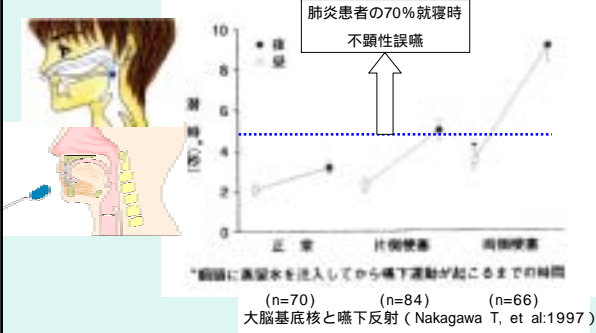 肺炎患者の70%就寝時
不顕性誤嚥
10
8
6
4
2
0
夜
昼
潜
時*(秒)
正常
片側梗塞
両側梗塞
*咽頭に蒸留水を注入してから嚥下運動が起こるまでの時間
(n=70)
(n=84)
(n=66)
大脳基底核と嚥下反射(Nakagawa T, et al:1997)